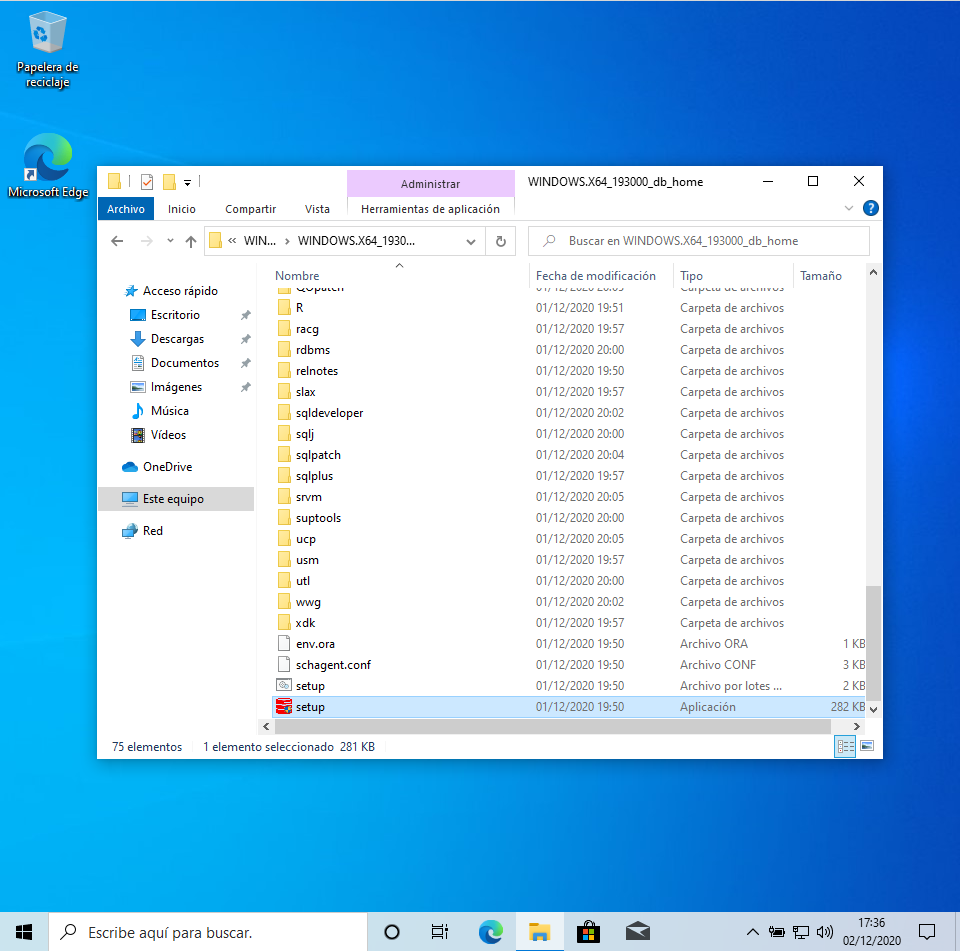 Papelera de
reciclaje
Microsoft Edge
Administrar
WINDOWS.X64_193000_db_home
Archivo Inicio Compartir Vista Herramientas de aplicación
« WIN... › WINDOWS.X64_1930...
Buscar en WINDOWS.X64_193000_db_home
Acceso rápido
Escritorio
Descargas
Documentos
Imágenes
Música
Vídeos
OneDrive
Este equipo
Red
Nombre Fecha de modificación Tipo Tamaño
QOpatch 01/12/2020 20:05 Carpeta de archivos
R 01/12/2020 19:51 Carpeta de archivos
racg 01/12/2020 19:57 Carpeta de archivos
rdbms 01/12/2020 20:00 Carpeta de archivos
relnotes 01/12/2020 19:50 Carpeta de archivos
slax 01/12/2020 19:57 Carpeta de archivos
sqldeveloper 01/12/2020 20:02 Carpeta de archivos
sqlj 01/12/2020 20:00 Carpeta de archivos
sqlpatch 01/12/2020 20:04 Carpeta de archivos
sqlplus 01/12/2020 19:57 Carpeta de archivos
srvm 01/12/2020 20:05 Carpeta de archivos
suptools 01/12/2020 20:00 Carpeta de archivos
ucp 01/12/2020 20:05 Carpeta de archivos
usm 01/12/2020 19:57 Carpeta de archivos
utl 01/12/2020 20:00 Carpeta de archivos
wwg 01/12/2020 20:02 Carpeta de archivos
xdk 01/12/2020 19:57 Carpeta de archivos
env.ora 01/12/2020 19:50 Archivo ORA 1 KB
schagent.conf 01/12/2020 19:50 Archivo CONF 3 KB
setup 01/12/2020 19:50 Archivo por lotes ... 2 KB
setup 01/12/2020 19:50 Aplicación 282 KB
75 elementos 1 elemento seleccionado 281 KB
Escribe aquí para buscar.
17:36
02/12/2020